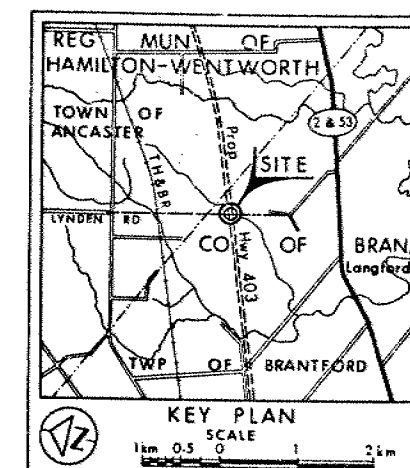 REG MUN OF
HAMILTON-WENTWORTH
TOWN OF
ANCASTER
2 & 53
Prop
TH&BR
SITE
LYNDEN RD
CO OF BRAN
Hwy 403
Langford
TWP OF BRANTFORD
KEY PLAN
SCALE
1km 0·5 0 1 2km
N